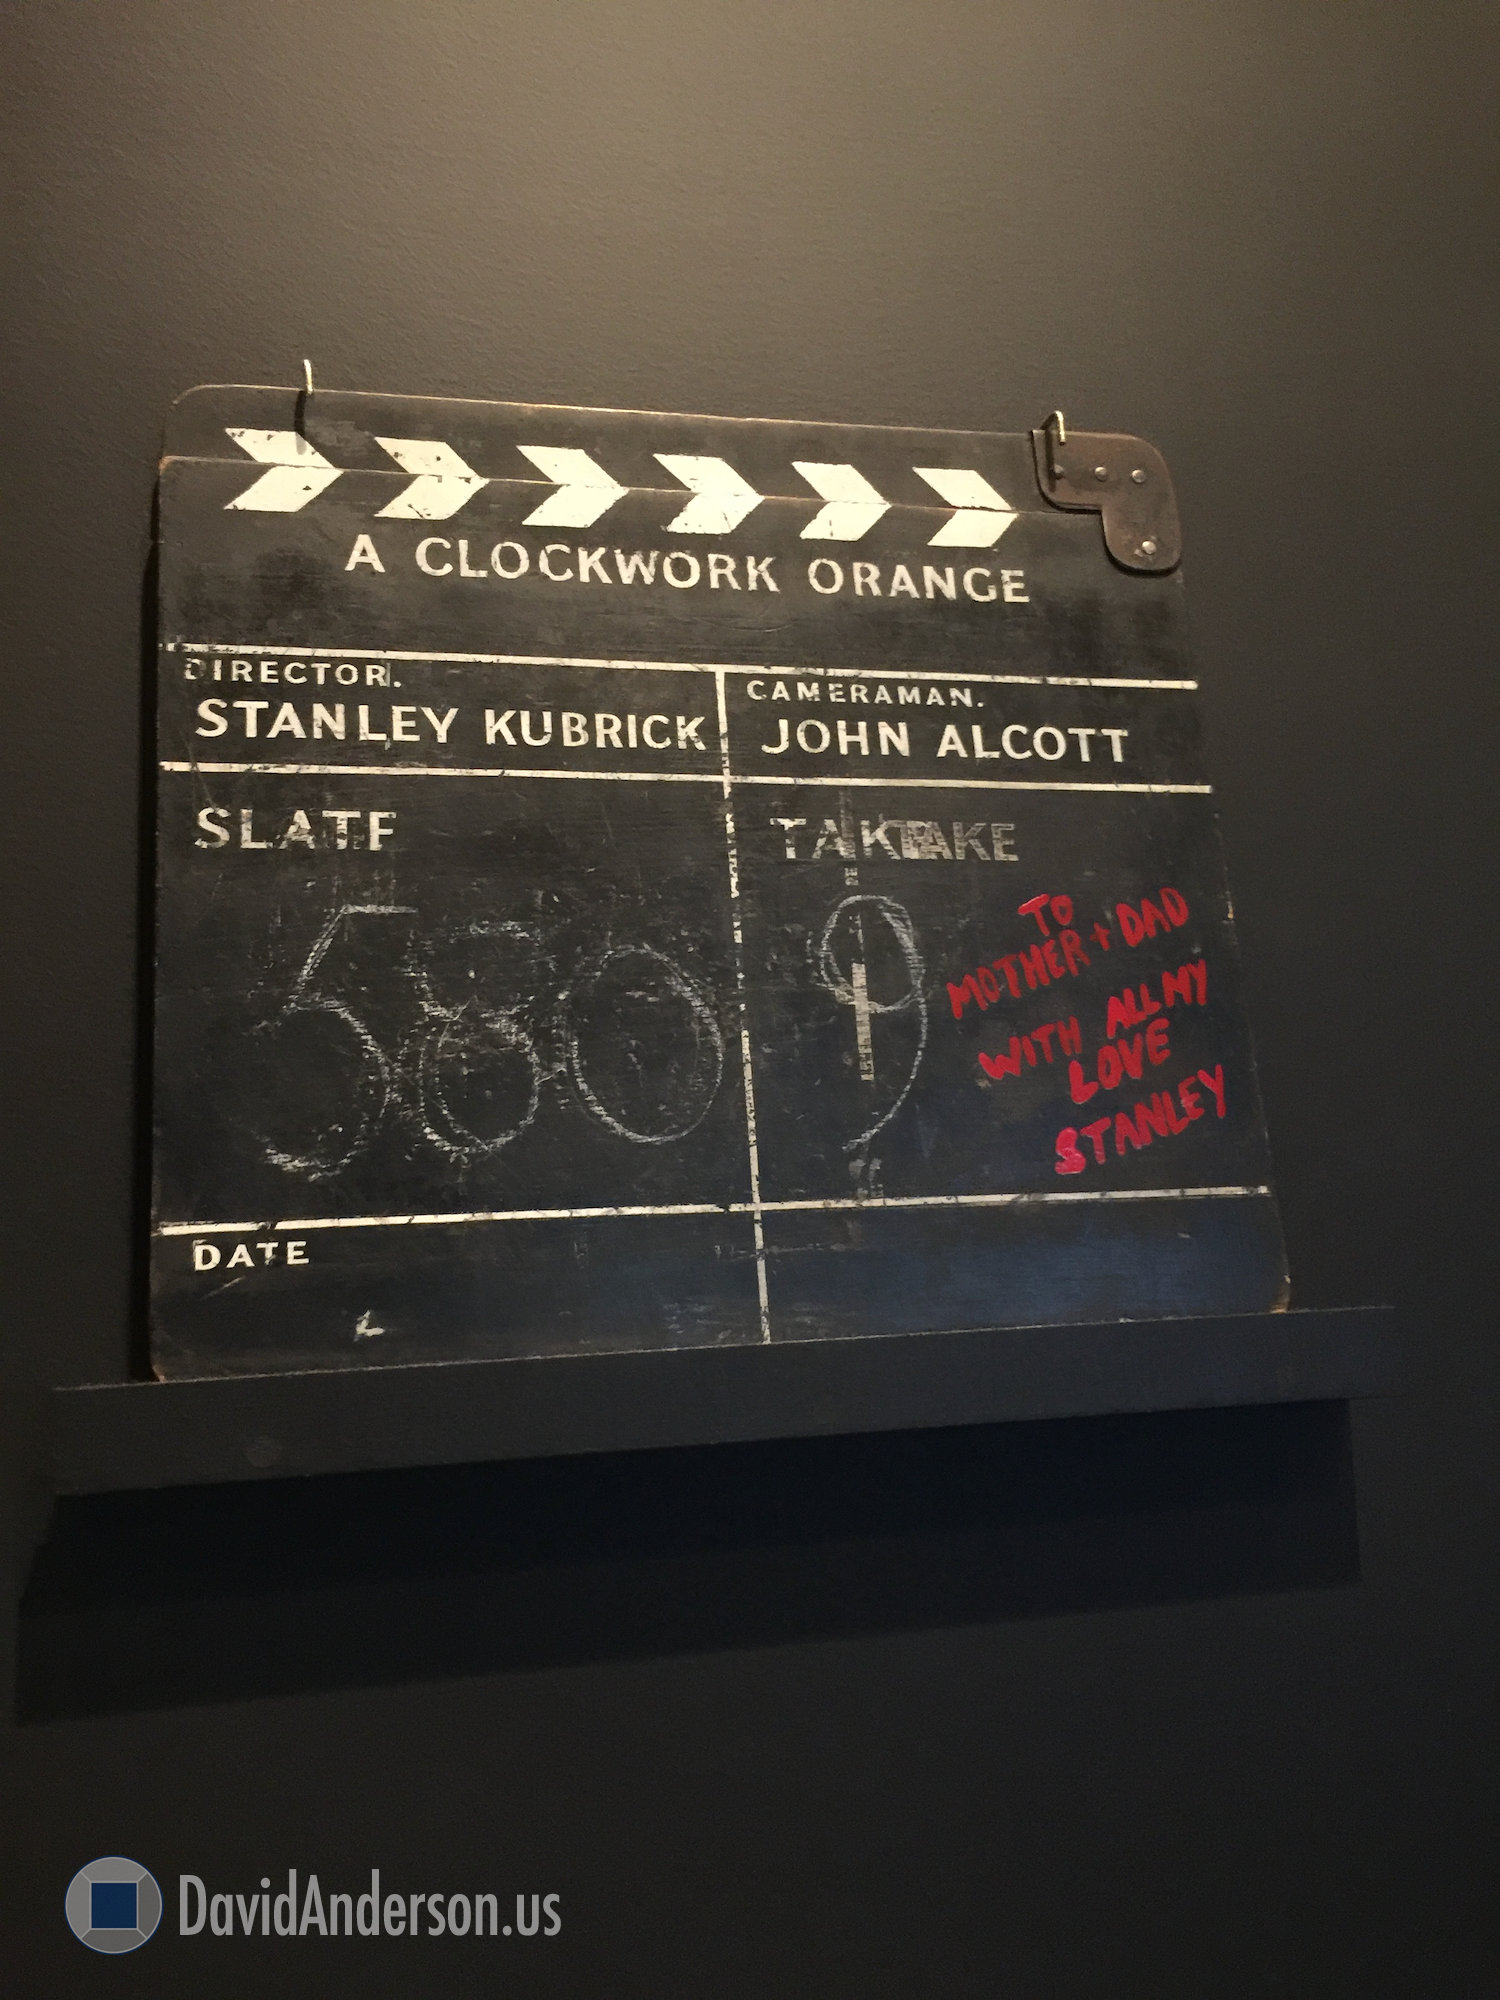 A CLOCKWORK ORANGE
DIRECTOR.
STANLEY KUBRICK
CAMERAMAN.
JOHN ALCOTT
SLATE
TAKE
9
TO
MOTHER + DAD
WITH ALL MY
LOVE
STANLEY
DATE
DavidAnderson.us